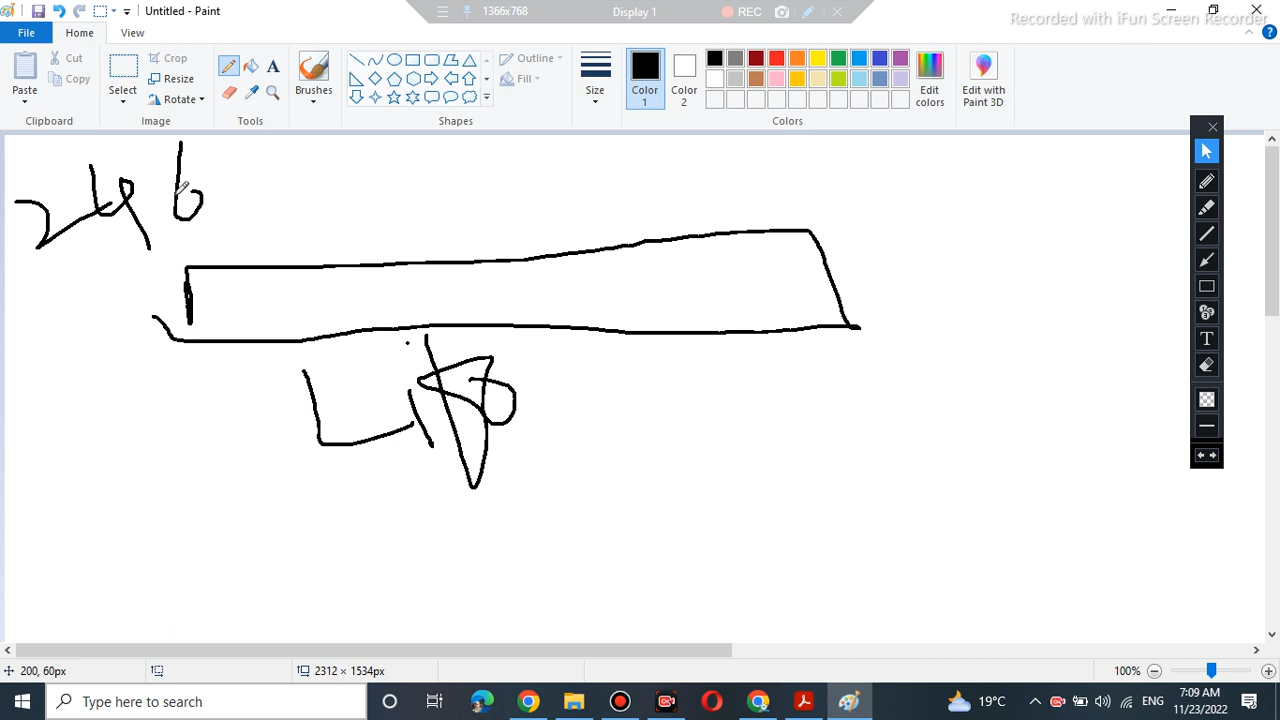 Untitled - Paint
1366x768
Display 1
REC
Recorded with iFun Screen Recorder
File
Home
View
Paste
Cut
Copy
Clipboard
Select
Crop
Resize
Rotate
Image
Tools
Brushes
Shapes
Outline
Fill
Size
Color 1
Color 2
Colors
Edit colors
Edit with Paint 3D
T
200, 60px
2312 × 1534px
100%
Type here to search
19°C
ENG
7:09 AM
11/23/2022